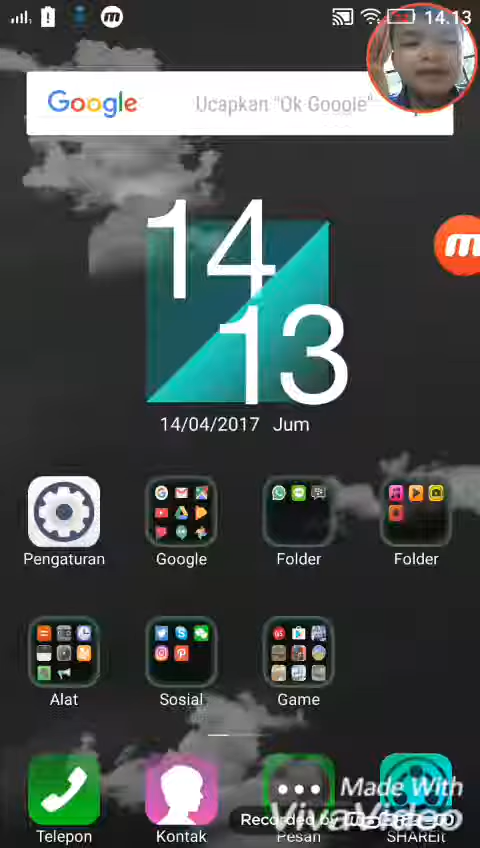 14.13
Google
Ucapkan "Ok Google"
14
13
14/04/2017 Jum
Pengaturan
Google
Folder
Folder
Alat
Sosial
Game
Made With
VivaVideo
Recorded by
Telepon
Kontak
Pesan
SHAREit